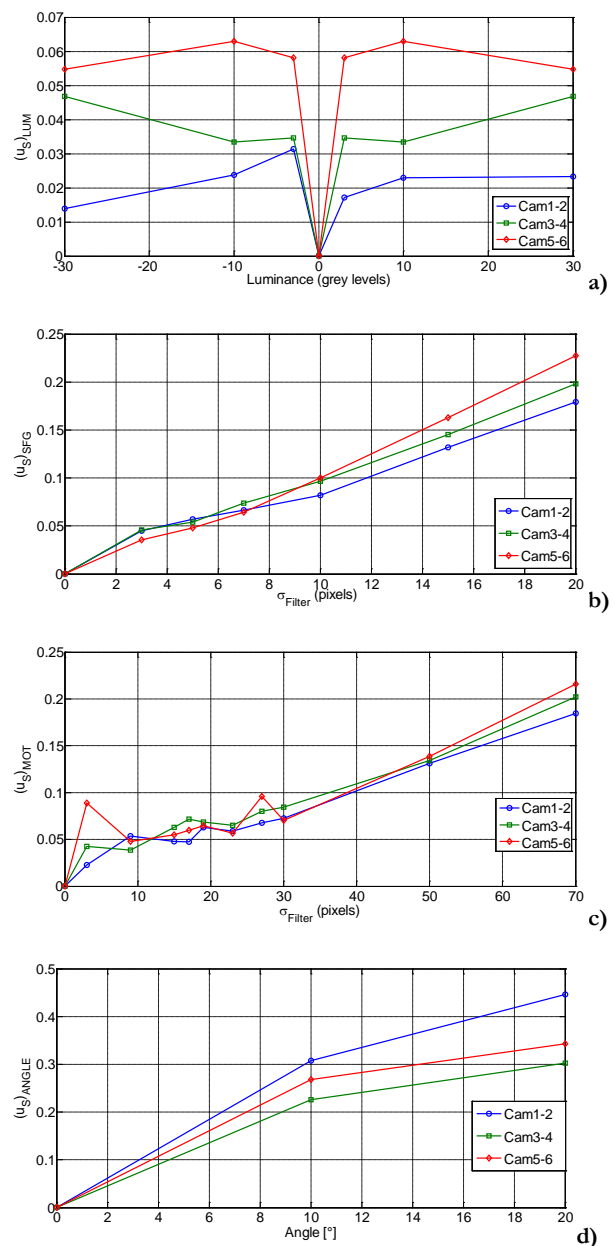 0.07
0.06
0.05
0.04
0.03
0.02
0.01
0
(uS)LUM
-30 -20 -10 0 10 20 30
Luminance (grey levels)
Cam1-2
Cam3-4
Cam5-6
a)
0.25
0.2
0.15
0.1
0.05
0
(uS)SFG
0 2 4 6 8 10 12 14 16 18 20
σFilter (pixels)
Cam1-2
Cam3-4
Cam5-6
b)
0.25
0.2
0.15
0.1
0.05
0
(uS)MOT
0 10 20 30 40 50 60 70
σFilter (pixels)
Cam1-2
Cam3-4
Cam5-6
c)
0.5
0.4
0.3
0.2
0.1
0
(uS)ANGLE
0 2 4 6 8 10 12 14 16 18 20
Angle [°]
Cam1-2
Cam3-4
Cam5-6
d)